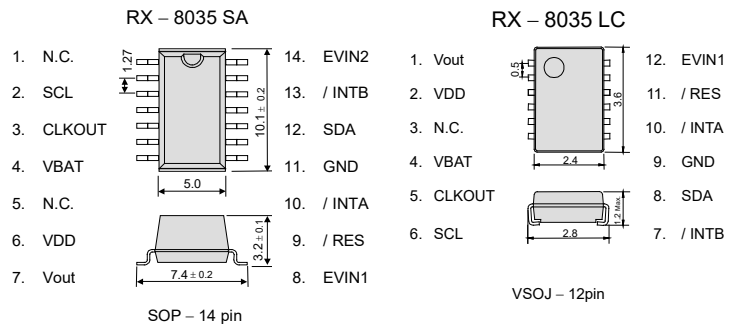 RX – 8035 SA
1. N.C.
2. SCL
3. CLKOUT
4. VBAT
5. N.C.
6. VDD
7. Vout
14. EVIN2
13. / INTB
12. SDA
11. GND
10. / INTA
9. / RES
8. EVIN1
1.27
10.1 ± 0.2
5.0
3.2 ± 0.1
7.4 ± 0.2
SOP – 14 pin
RX – 8035 LC
1. Vout
2. VDD
3. N.C.
4. VBAT
5. CLKOUT
6. SCL
12. EVIN1
11. / RES
10. / INTA
9. GND
8. SDA
7. / INTB
0.5
3.6
2.4
1.2 Max.
2.8
VSOJ – 12pin